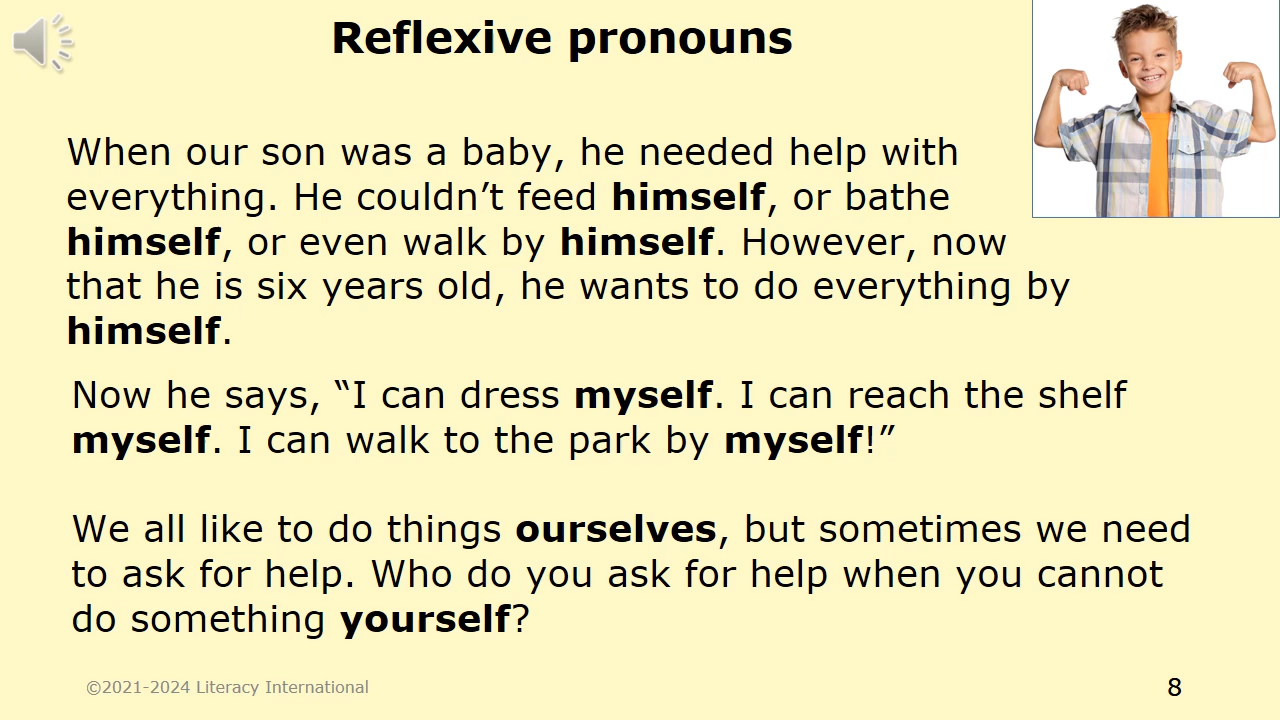 Reflexive pronouns
When our son was a baby, he needed help with
everything. He couldn’t feed himself, or bathe
himself, or even walk by himself. However, now
that he is six years old, he wants to do everything by
himself.
Now he says, “I can dress myself. I can reach the shelf
myself. I can walk to the park by myself!”
We all like to do things ourselves, but sometimes we need
to ask for help. Who do you ask for help when you cannot
do something yourself?
©2021-2024 Literacy International
8